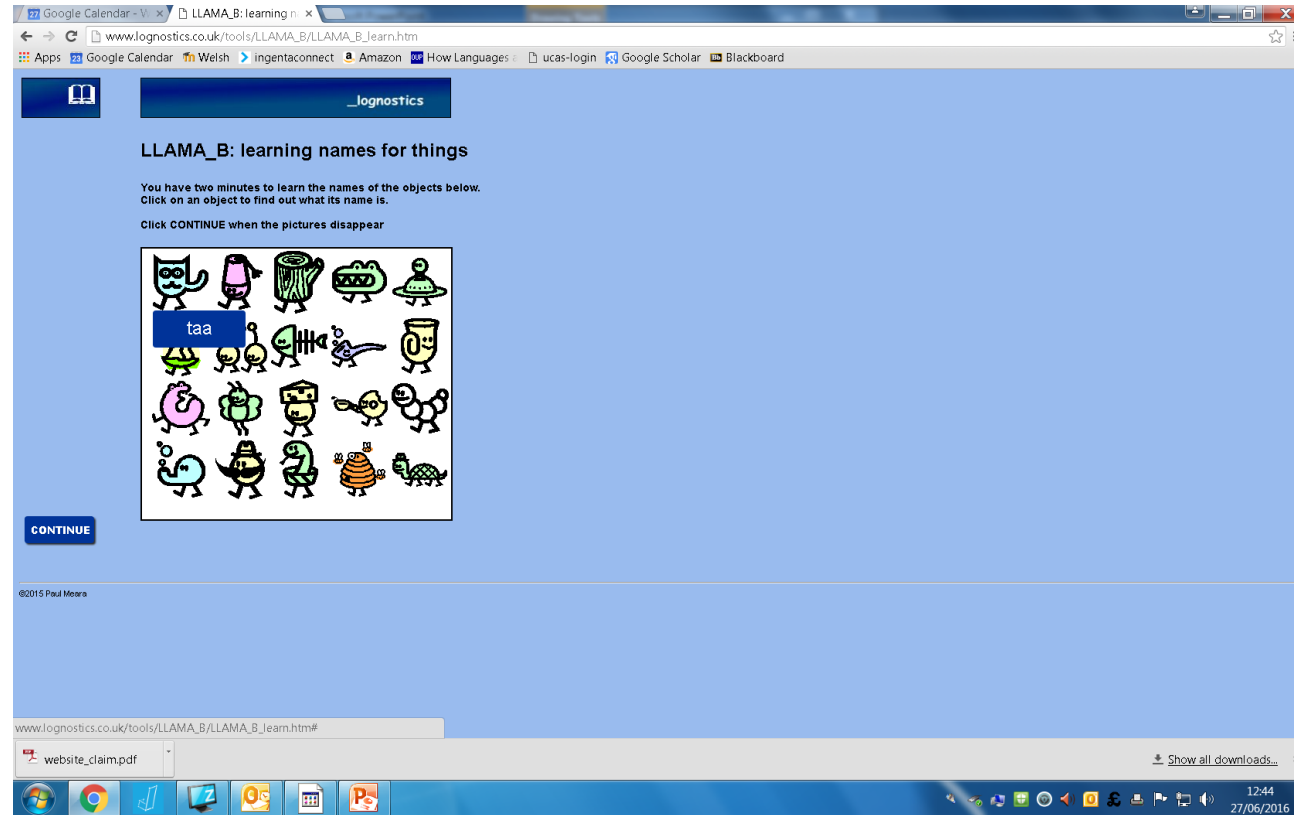 27 Google Calendar - W
LLAMA_B: learning n
www.lognostics.co.uk/tools/LLAMA_B/LLAMA_B_learn.htm
Apps
23 Google Calendar
Welsh
ingentaconnect
a Amazon
OUP How Languages a
ucas-login
Google Scholar
Bb Blackboard
_lognostics
LLAMA_B: learning names for things
You have two minutes to learn the names of the objects below.
Click on an object to find out what its name is.
Click CONTINUE when the pictures disappear
taa
CONTINUE
©2015 Paul Meara
www.lognostics.co.uk/tools/LLAMA_B/LLAMA_B_learn.htm#
website_claim.pdf
Show all downloads...
12:44
27/06/2016